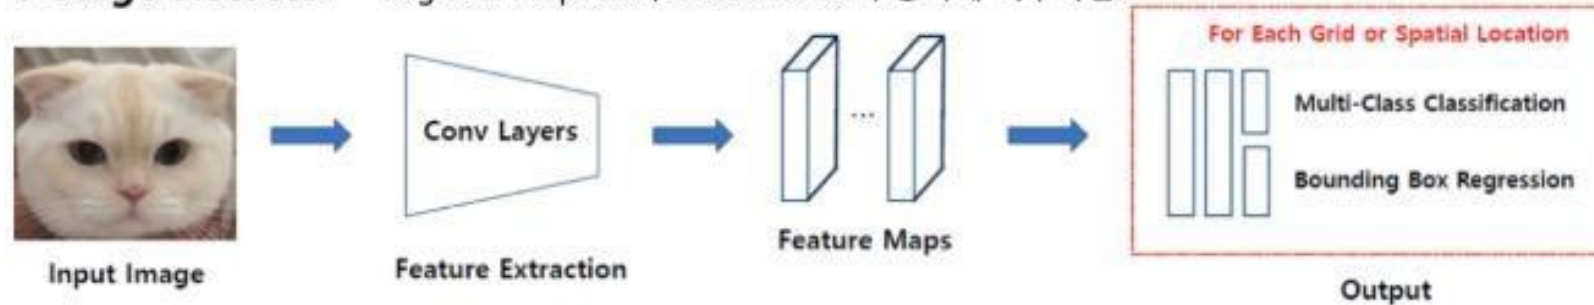 For Each Grid or Spatial Location
Conv Layers
...
Multi-Class Classification
Bounding Box Regression
Input Image
Feature Extraction
Feature Maps
Output